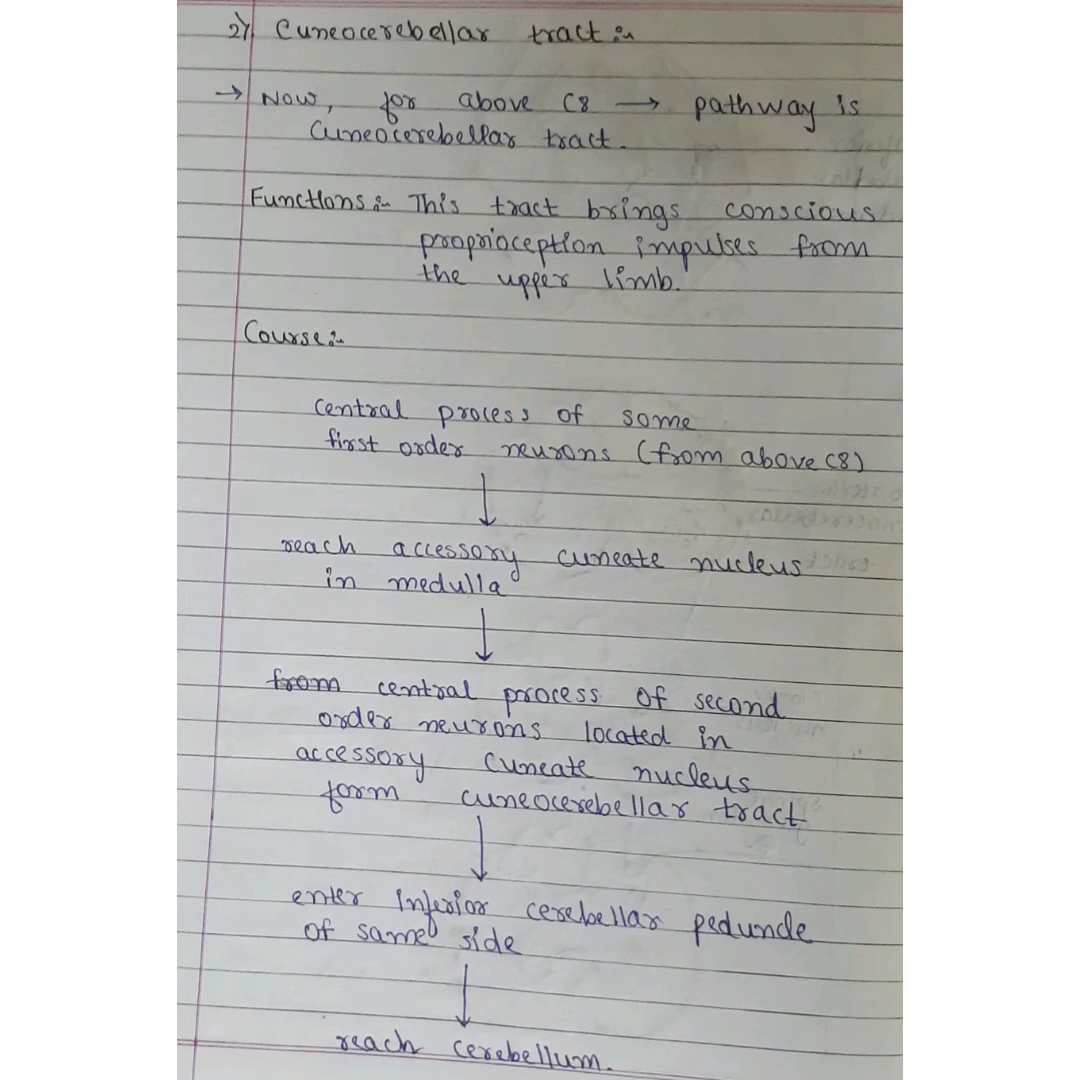 2) Cuneocerebellar tract :-
→ Now, for above C8 → pathway is
Cuneocerebellar tract.
Functions :- This tract brings conscious
proprioception impulses from
the upper limb.
Course :-
Central process of some
first order neurons (from above C8)
↓
reach accessory cuneate nucleus
in medulla
↓
from central process of second
order neurons located in
accessory cuneate nucleus
form cuneocerebellar tract
↓
enter inferior cerebellar peduncle
of same side
↓
reach cerebellum.